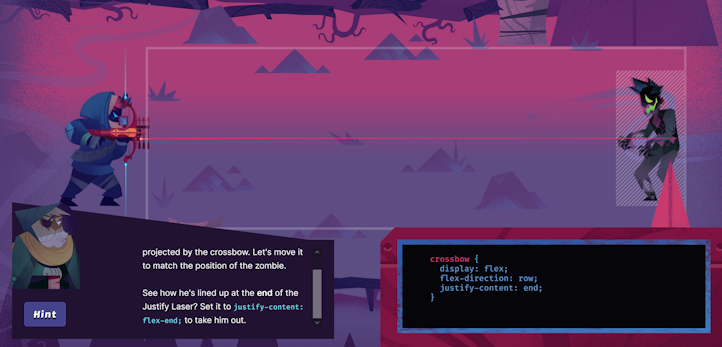 projected by the crossbow. Let's move it
to match the position of the zombie.
See how he's lined up at the end of the
Justify Laser? Set it to justify-content:
flex-end; to take him out.
Hint
crossbow {
display: flex;
flex-direction: row;
justify-content: end;
}